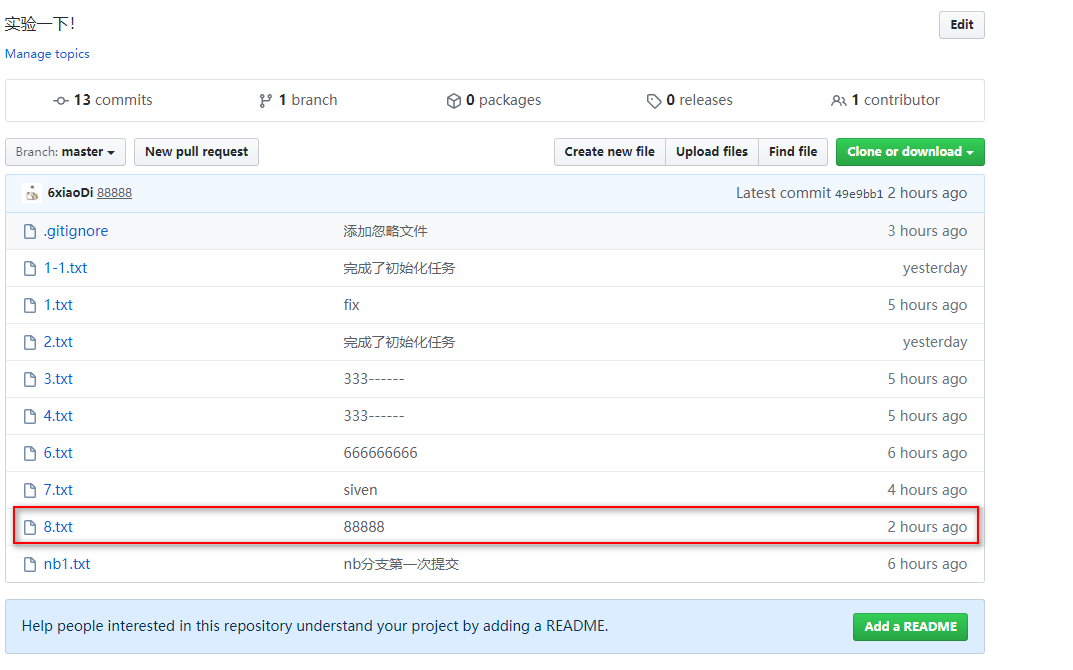 实验一下！
Edit
Manage topics
13 commits 1 branch 0 packages 0 releases 1 contributor
Branch: master New pull request Create new file Upload files Find file Clone or download
6xiaoDi 88888 Latest commit 49e9bb1 2 hours ago
.gitignore 添加忽略文件 3 hours ago
1-1.txt 完成了初始化任务 yesterday
1.txt fix 5 hours ago
2.txt 完成了初始化任务 yesterday
3.txt 333------ 5 hours ago
4.txt 333------ 5 hours ago
6.txt 666666666 6 hours ago
7.txt siven 4 hours ago
8.txt 88888 2 hours ago
nb1.txt nb分支第一次提交 6 hours ago
Help people interested in this repository understand your project by adding a README. Add a README